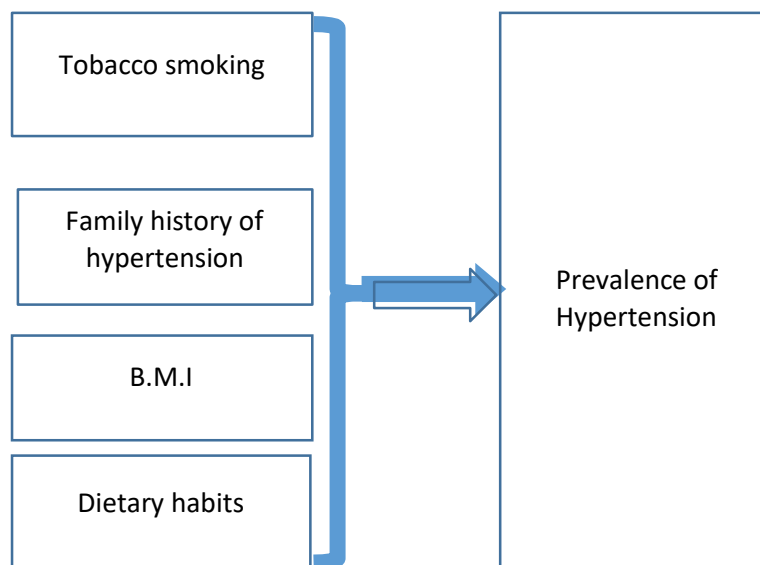 Tobacco smoking
Family history of
hypertension
B.M.I
Dietary habits
Prevalence of
Hypertension